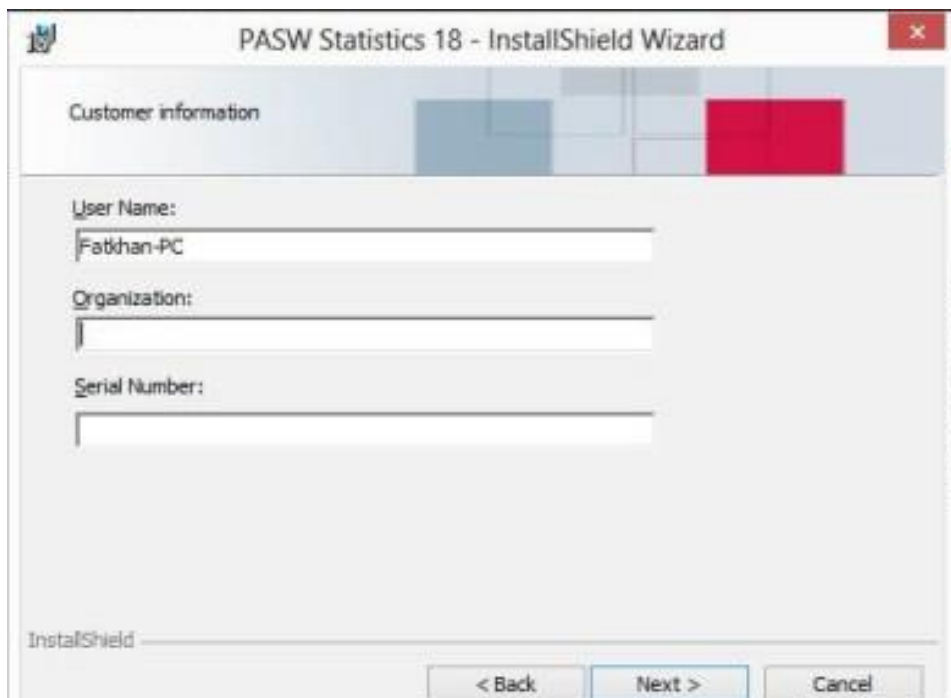 PASW Statistics 18 - InstallShield Wizard
Customer information
User Name:
Fatkhan-PC
Organization:
Serial Number:
InstallShield
< Back Next > Cancel